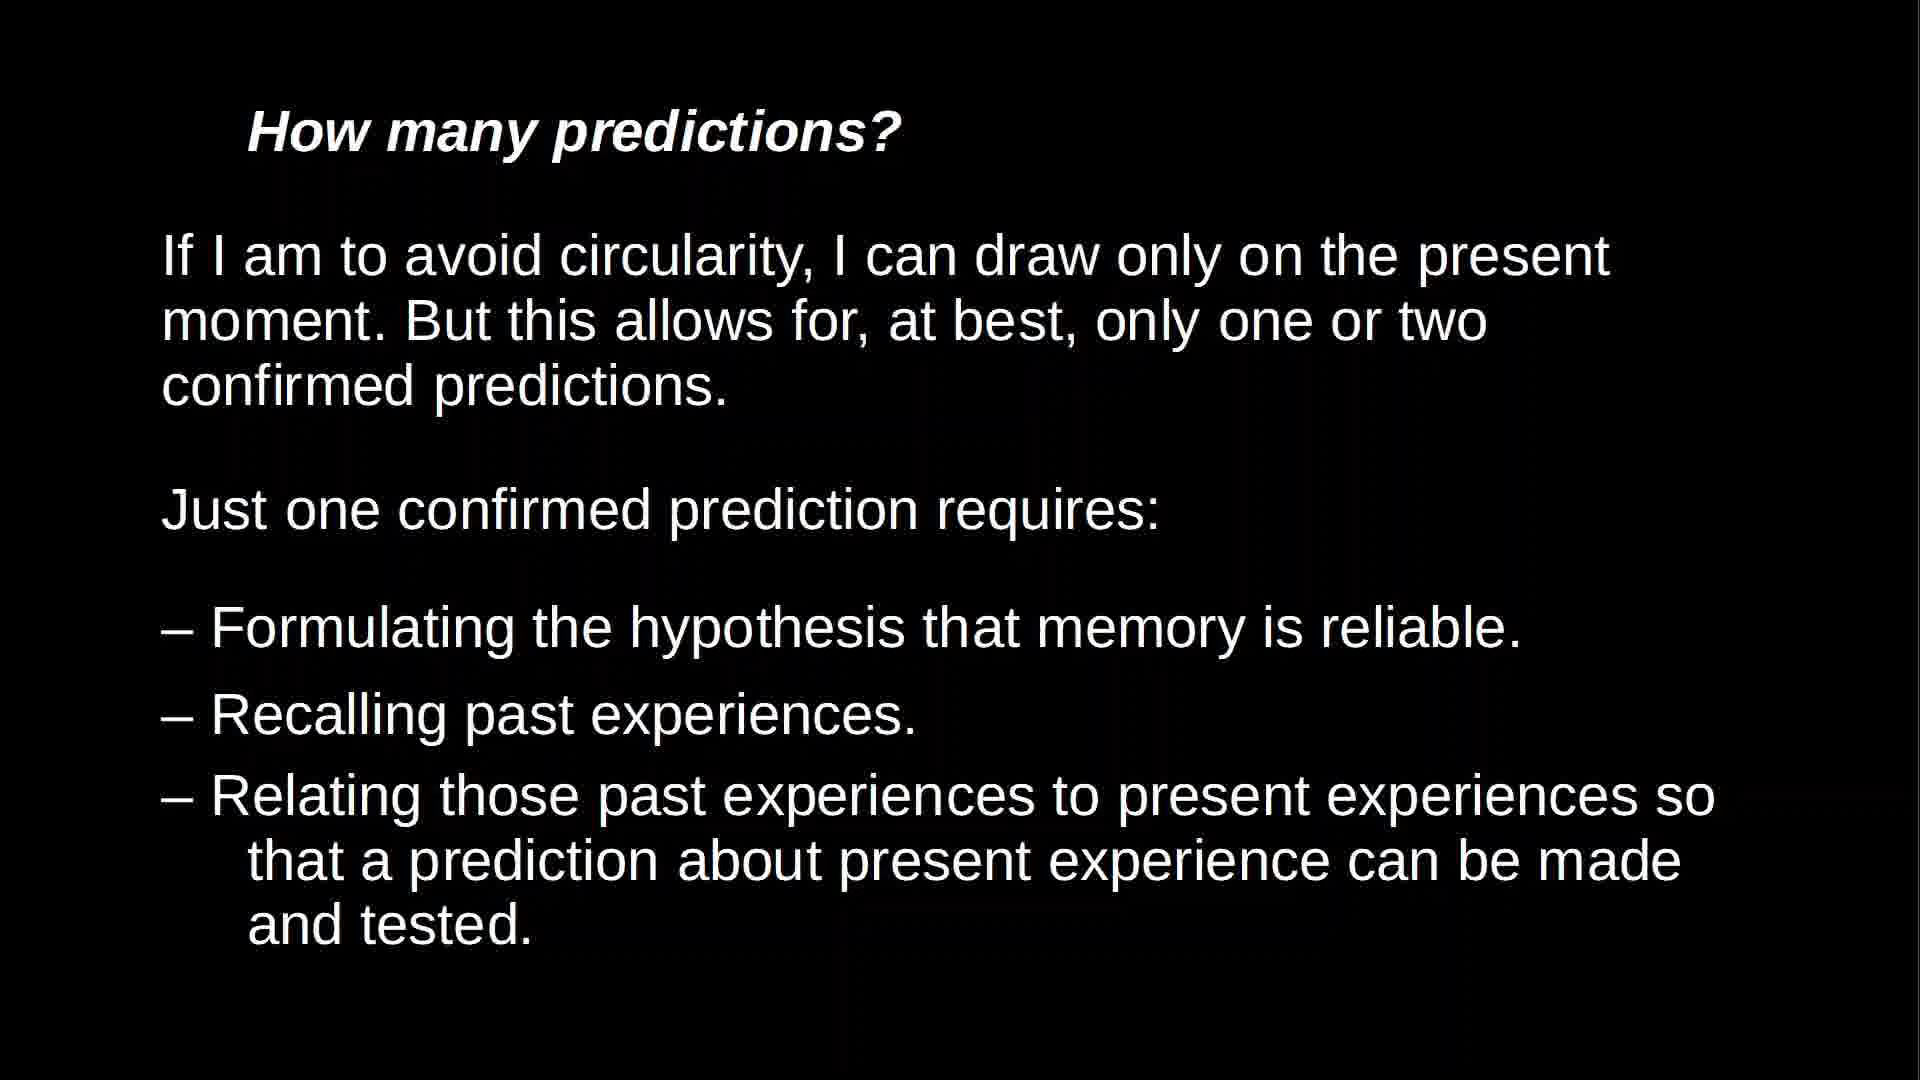 How many predictions?
If I am to avoid circularity, I can draw only on the present
moment. But this allows for, at best, only one or two
confirmed predictions.
Just one confirmed prediction requires:
– Formulating the hypothesis that memory is reliable.
– Recalling past experiences.
– Relating those past experiences to present experiences so
that a prediction about present experience can be made
and tested.